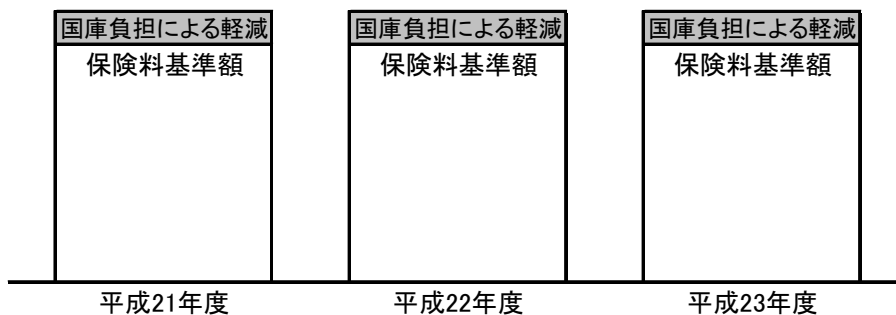 国庫負担による軽減 国庫負担による軽減 国庫負担による軽減
保険料基準額 保険料基準額 保険料基準額
平成21年度 平成22年度 平成23年度